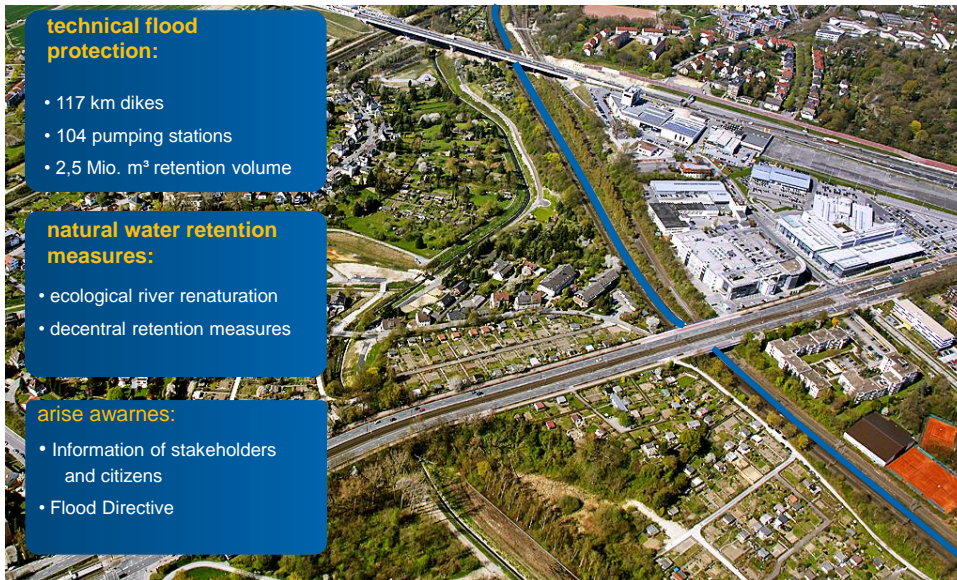 technical flood
protection:
• 117 km dikes
• 104 pumping stations
• 2,5 Mio. m³ retention volume
natural water retention
measures:
• ecological river renaturation
• decentral retention measures
arise awarnes:
• Information of stakeholders
and citizens
• Flood Directive